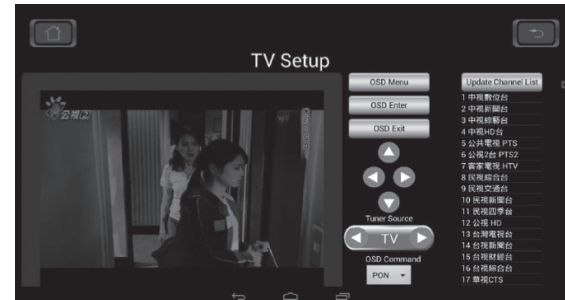 TV Setup
公視2
OSD Menu
OSD Enter
OSD Exit
Tuner Source
TV
OSD Command
PON
Update Channel List
1 中視數位台
2 中視新聞台
3 中視綜藝台
4 中視HD台
5 公共電視 PTS
6 公視2台 PTS2
7 客家電視 HTV
8 民視綜合台
9 民視交通台
10 民視新聞台
11 民視四季台
12 公視 HD
13 台灣電視台
14 台視新聞台
15 台視財經台
16 台視綜合台
17 華視CTS